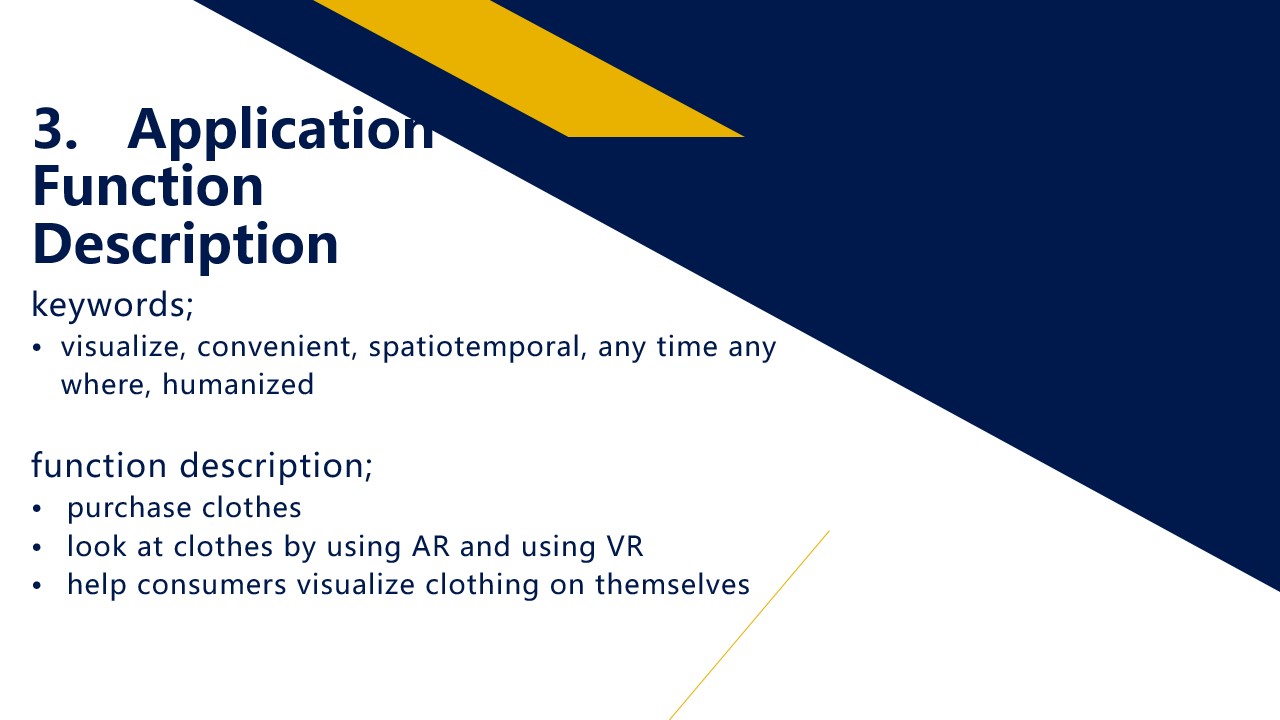 3. Application
Function
Description
keywords;
• visualize, convenient, spatiotemporal, any time any
where, humanized
function description;
• purchase clothes
• look at clothes by using AR and using VR
• help consumers visualize clothing on themselves